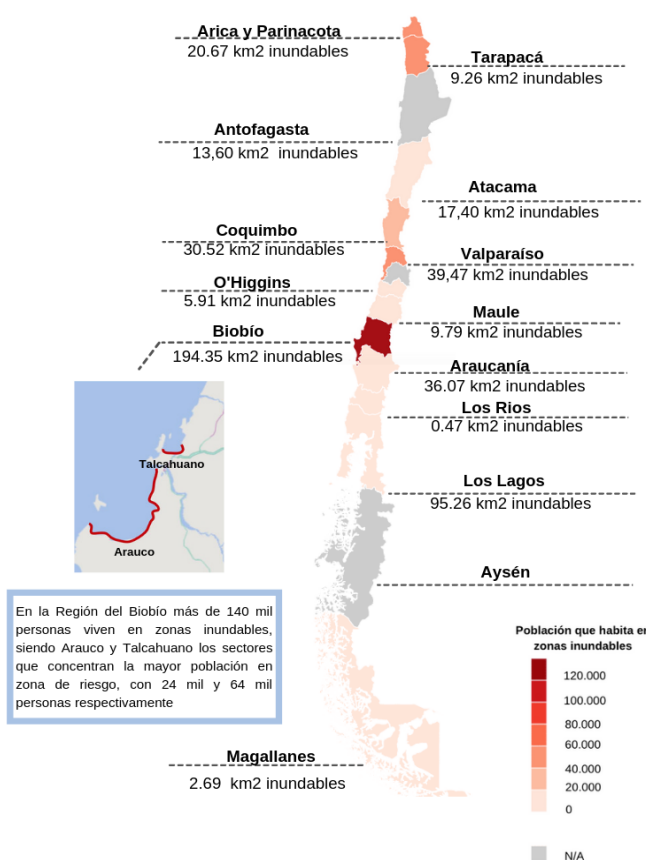 Arica y Parinacota
20.67 km2 inundables
Tarapacá
9.26 km2 inundables
Antofagasta
13,60 km2 inundables
Atacama
17,40 km2 inundables
Coquimbo
30.52 km2 inundables
Valparaíso
39,47 km2 inundables
O'Higgins
5.91 km2 inundables
Maule
9.79 km2 inundables
Biobío
194.35 km2 inundables
Araucanía
36.07 km2 inundables
Los Rios
0.47 km2 inundables
Talcahuano
Arauco
Los Lagos
95.26 km2 inundables
Aysén
En la Región del Biobío más de 140 mil
personas viven en zonas inundables,
siendo Arauco y Talcahuano los sectores
que concentran la mayor población en
zona de riesgo, con 24 mil y 64 mil
personas respectivamente
Población que habita en
zonas inundables
120.000
100.000
80.000
60.000
40.000
20.000
0
N/A
Magallanes
2.69 km2 inundables